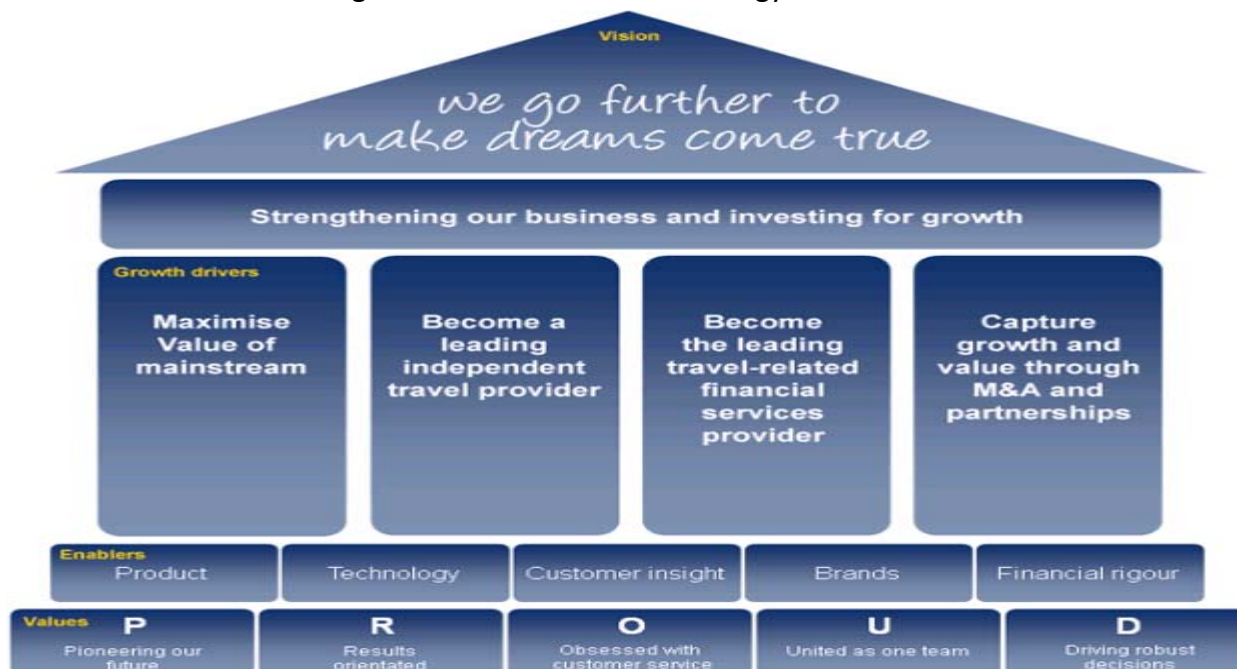 Vision
we go further to
make dreams come true
Strengthening our business and investing for growth
Growth drivers
Maximise
Value of
mainstream
Become a
leading
independent
travel provider
Become
the leading
travel-related
financial
services
provider
Capture
growth and
value through
M&A and
partnerships
Enablers
Product
Technology
Customer insight
Brands
Financial rigour
Values
P
Pioneering our
future
R
Results
orientated
O
Obsessed with
customer service
U
United as one team
D
Driving robust
decisions